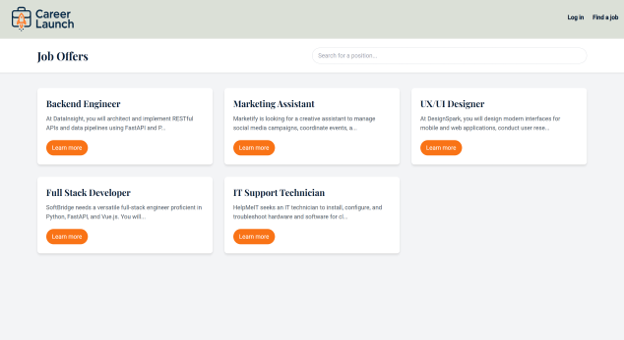 Career
Launch
Log in
Find a job
Job Offers
Search for a position...
Backend Engineer
At DataInsight, you will architect and implement RESTful
APIs and data pipelines using FastAPI and P...
Learn more
Marketing Assistant
Marketify is looking for a creative assistant to manage
social media campaigns, coordinate events, a...
Learn more
UX/UI Designer
At DesignSpark, you will design modern interfaces for
mobile and web applications, conduct user rese...
Learn more
Full Stack Developer
SoftBridge needs a versatile full-stack engineer proficient in
Python, FastAPI, and Vue.js. You will...
Learn more
IT Support Technician
HelpMeIT seeks an IT technician to install, configure, and
troubleshoot hardware and software for cl...
Learn more